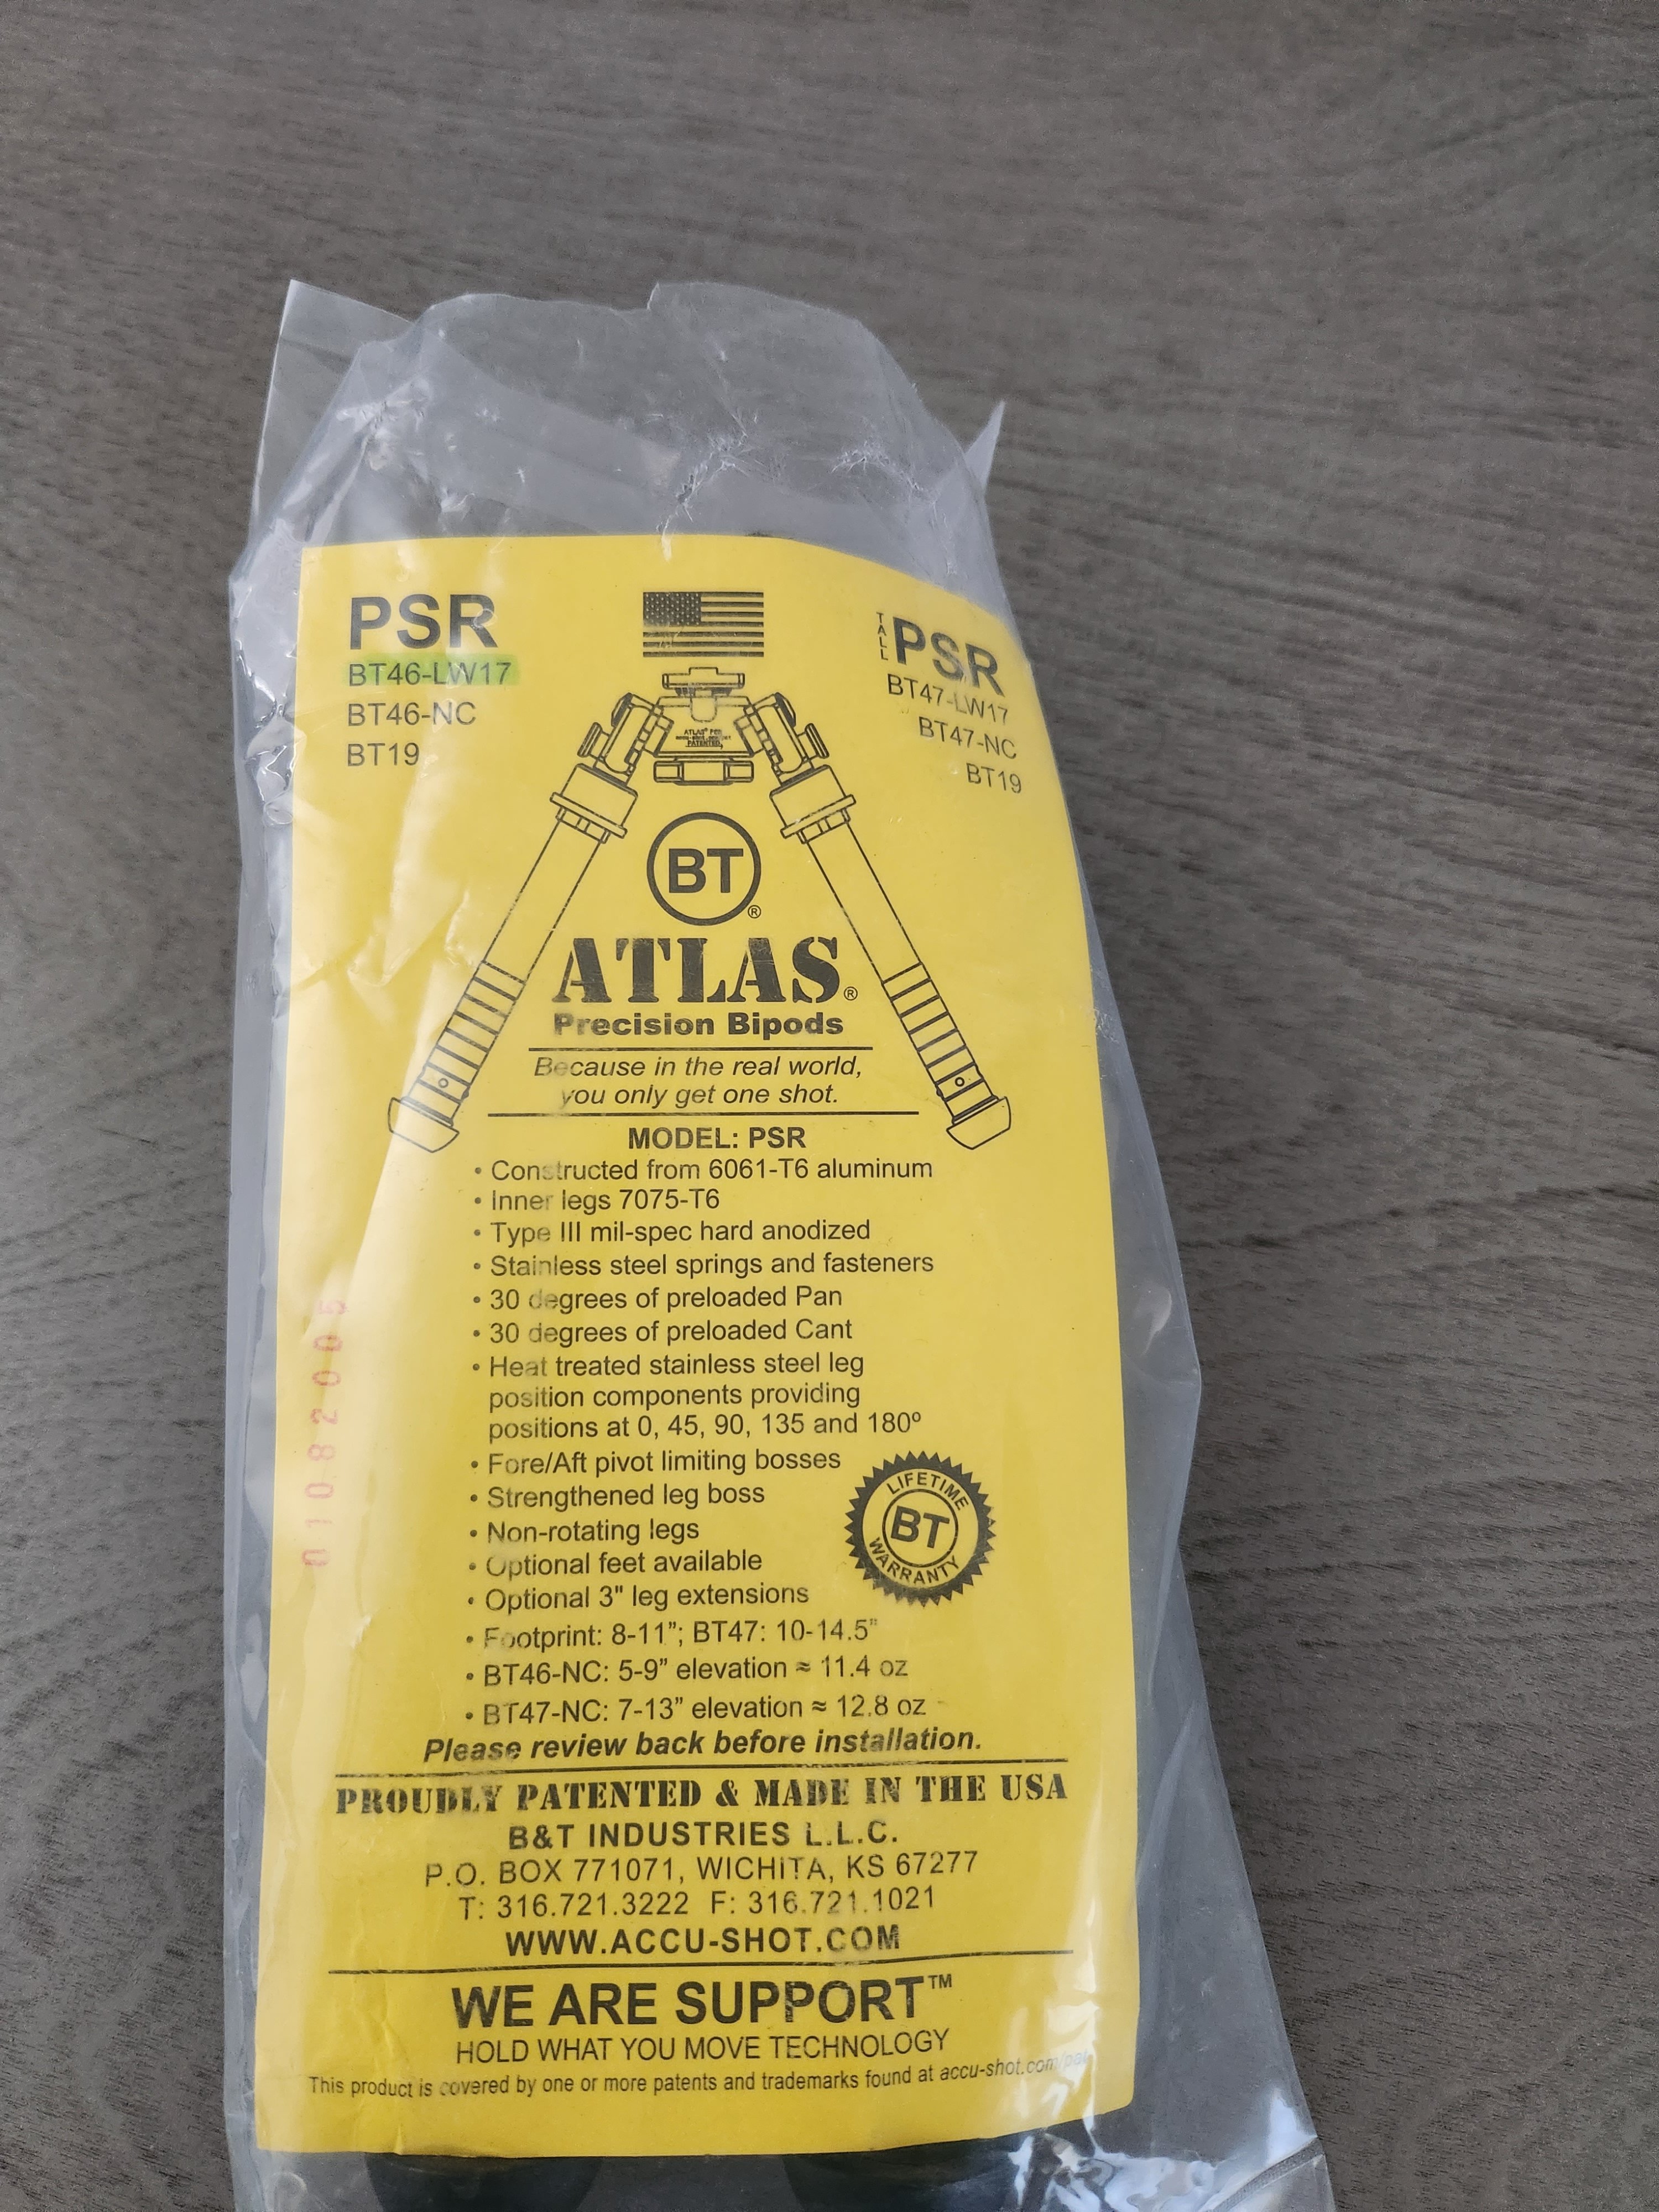 PSR
BT46-LW17
BT46-NC
BT19
TALL PSR
BT47-LW17
BT47-NC
BT19
ATLAS® PSR
PATENTED
BT®
ATLAS®
Precision Bipods
Because in the real world,
you only get one shot.
MODEL: PSR
• Constructed from 6061-T6 aluminum
• Inner legs 7075-T6
• Type III mil-spec hard anodized
• Stainless steel springs and fasteners
• 30 degrees of preloaded Pan
• 30 degrees of preloaded Cant
• Heat treated stainless steel leg
position components providing
positions at 0, 45, 90, 135 and 180º
• Fore/Aft pivot limiting bosses
• Strengthened leg boss
• Non-rotating legs
• Optional feet available
• Optional 3" leg extensions
• Footprint: 8-11”; BT47: 10-14.5”
• BT46-NC: 5-9” elevation ≈ 11.4 oz
• BT47-NC: 7-13” elevation ≈ 12.8 oz
LIFETIME
BT
WARRANTY
01082005
Please review back before installation.
PROUDLY PATENTED & MADE IN THE USA
B&T INDUSTRIES L.L.C.
P.O. BOX 771071, WICHITA, KS 67277
T: 316.721.3222 F: 316.721.1021
WWW.ACCU-SHOT.COM
WE ARE SUPPORT™
HOLD WHAT YOU MOVE TECHNOLOGY
This product is covered by one or more patents and trademarks found at accu-shot.com/pat